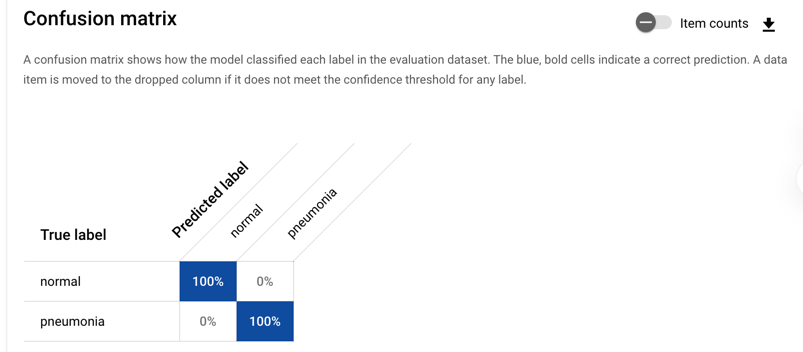 Confusion matrix
Item counts
A confusion matrix shows how the model classified each label in the evaluation dataset. The blue, bold cells indicate a correct prediction. A data
item is moved to the dropped column if it does not meet the confidence threshold for any label.
Predicted label
normal
pneumonia
True label
normal 100% 0%
pneumonia 0% 100%